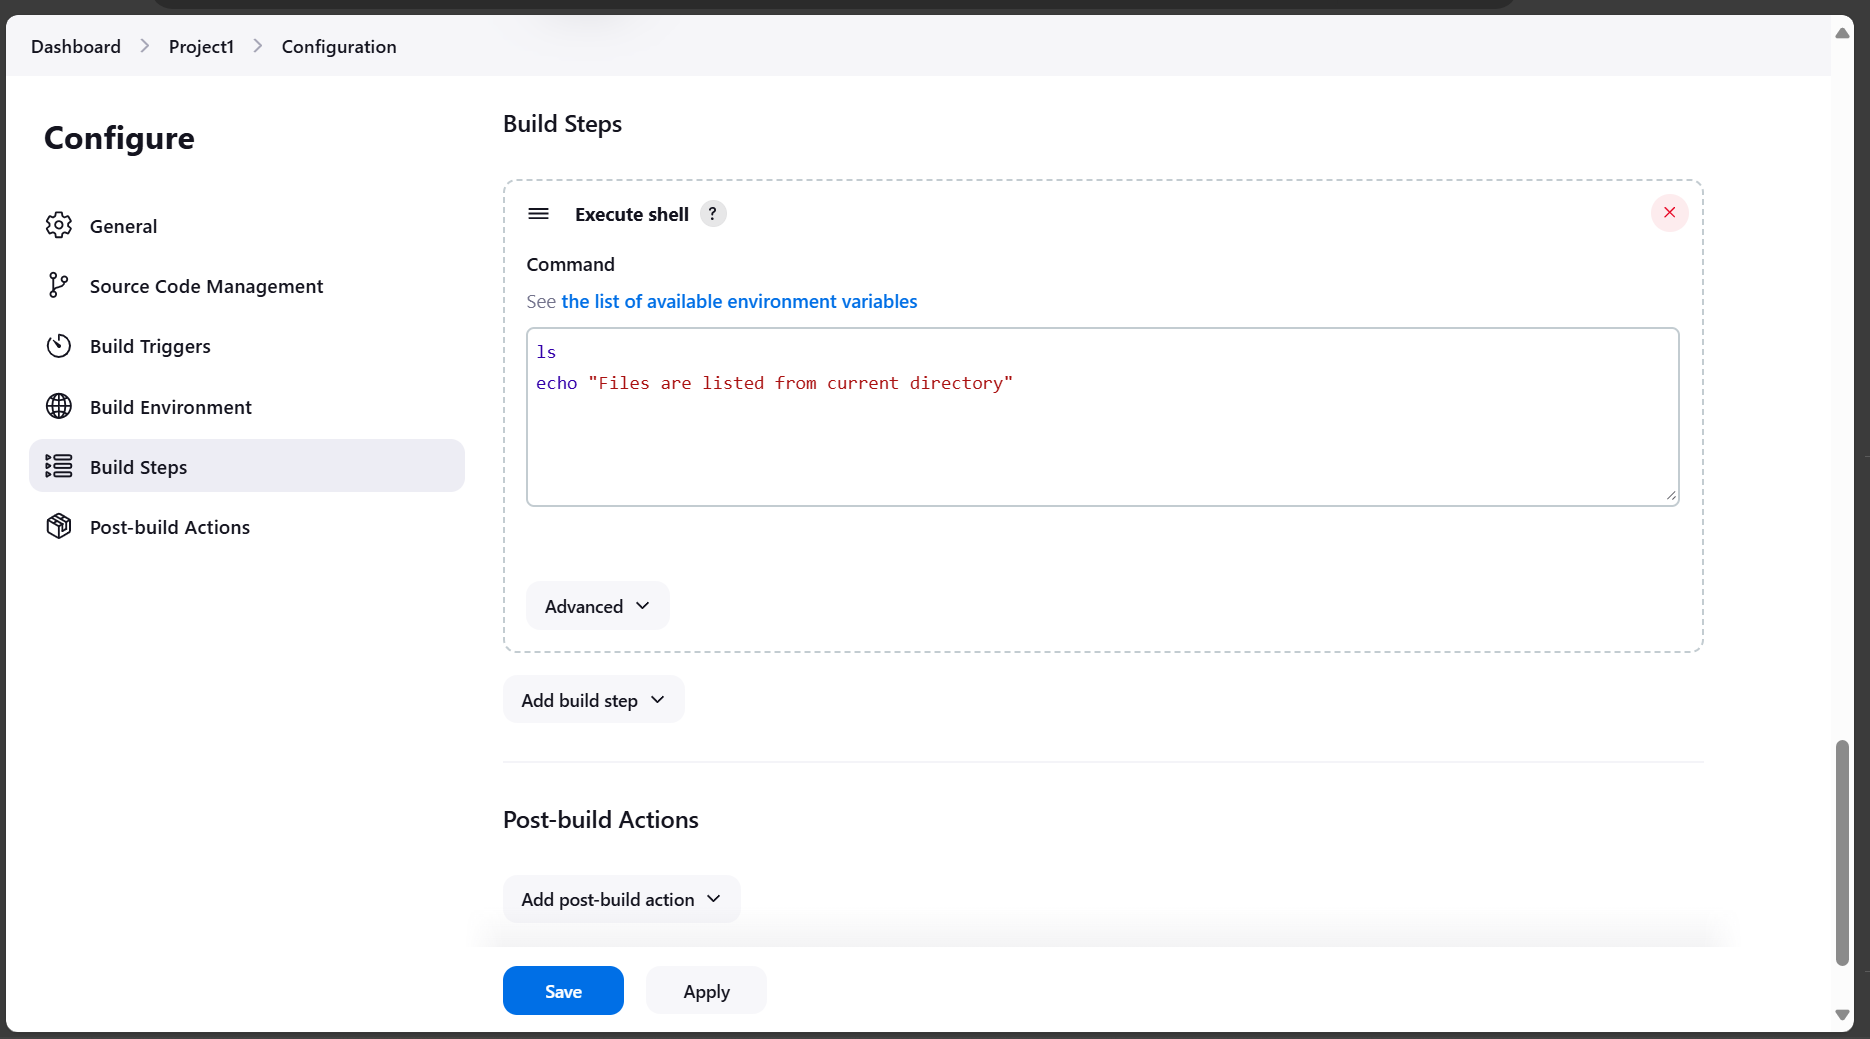 Dashboard > Project1 > Configuration
Configure
General
Source Code Management
Build Triggers
Build Environment
Build Steps
Post-build Actions
Build Steps
Execute shell ?
Command
See the list of available environment variables
ls
echo "Files are listed from current directory"
Advanced
Add build step
Post-build Actions
Add post-build action
Save Apply